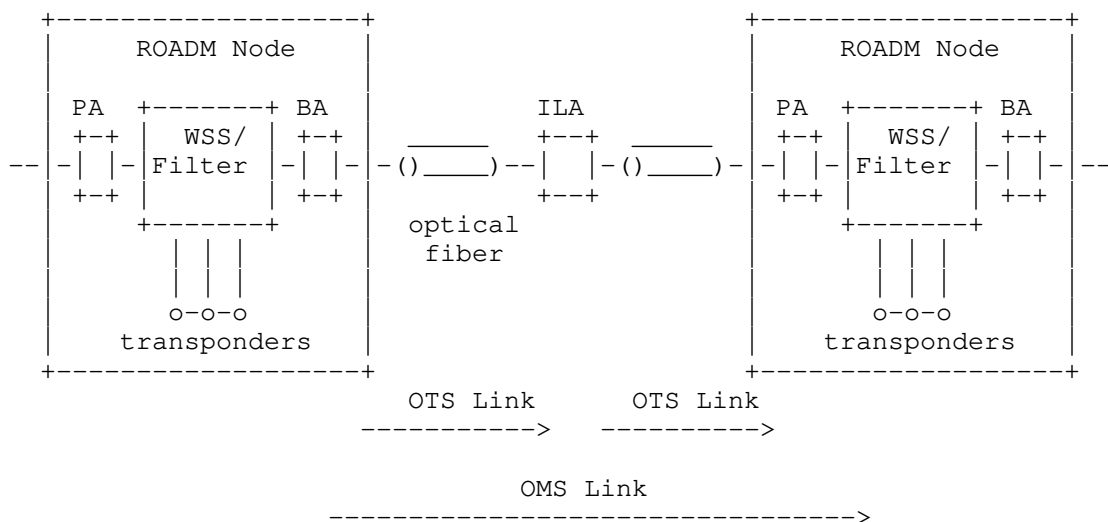 ROADM Node ROADM Node
PA BA ILA PA BA
WSS/ WSS/
Filter Filter
optical
fiber
transponders transponders
OTS Link OTS Link
OMS Link